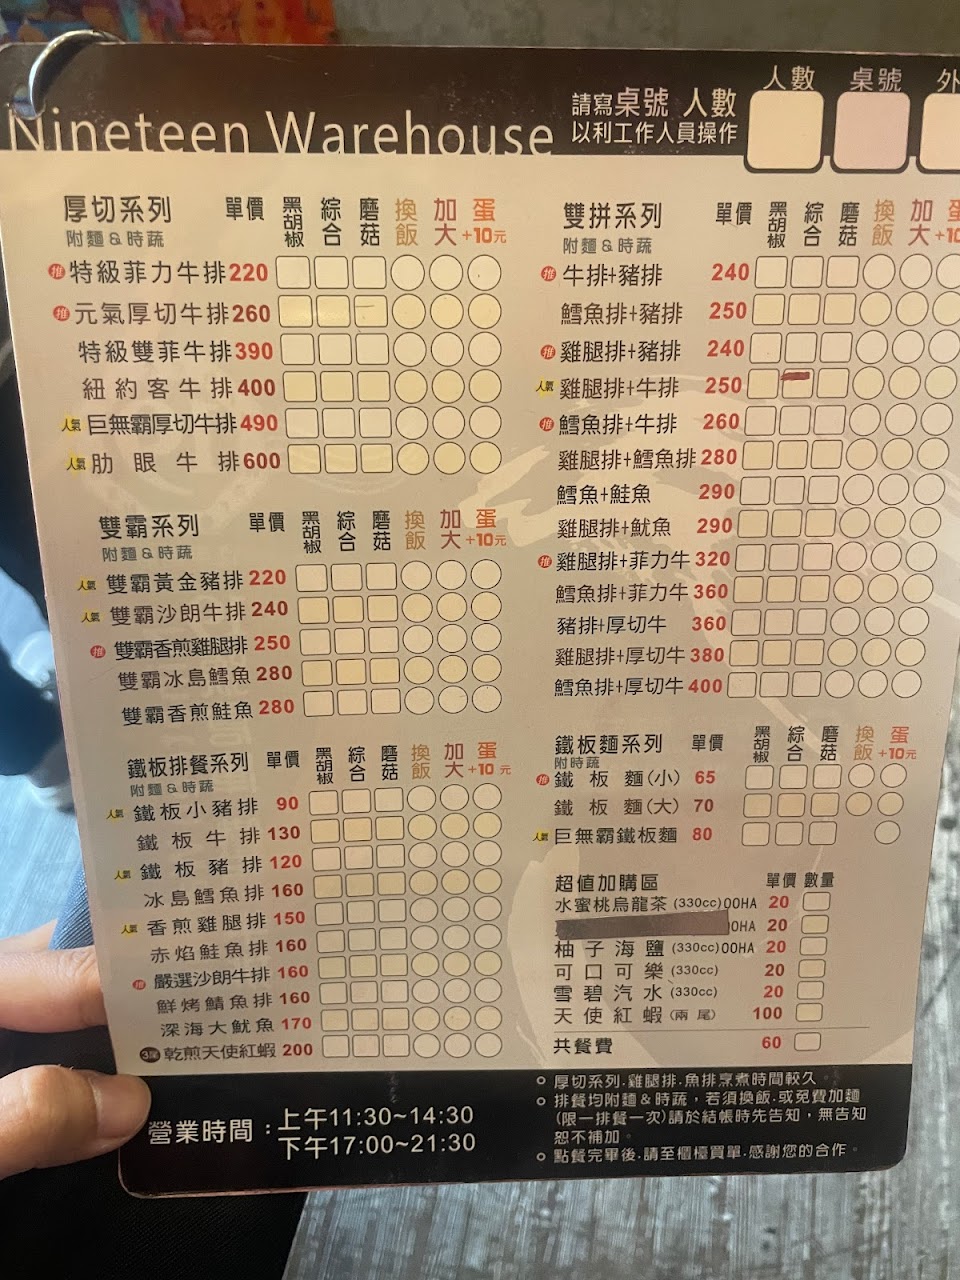 Nineteen Warehouse
請寫桌號 人數
以利工作人員操作
人數 桌號 外
厚切系列 單價 黑胡椒 綜合 磨菇 換飯 加大 蛋+10元
附麵&時蔬
推 特級菲力牛排 220
推 元氣厚切牛排 260
特級雙菲牛排 390
紐約客牛排 400
人氣 巨無霸厚切牛排 490
人氣 肋眼牛排 600
雙霸系列 單價 黑胡椒 綜合 磨菇 換飯 加大 蛋+10元
附麵&時蔬
人氣 雙霸黃金豬排 220
人氣 雙霸沙朗牛排 240
推 雙霸香煎雞腿排 250
雙霸冰島鱈魚 280
雙霸香煎鮭魚 280
鐵板排餐系列 單價 黑胡椒 綜合 磨菇 換飯 加大 蛋+10元
附麵&時蔬
人氣 鐵板小豬排 90
鐵板牛排 130
人氣 鐵板豬排 120
冰島鱈魚排 160
人氣 香煎雞腿排 150
赤焰鮭魚排 160
推 嚴選沙朗牛排 160
鮮烤鯖魚排 160
深海大魷魚 170
乾煎天使紅蝦 200
雙拼系列 單價 黑胡椒 綜合 磨菇 換飯 加大 蛋+10
附麵&時蔬
推 牛排+豬排 240
鱈魚排+豬排 250
推 雞腿排+豬排 240
人氣 雞腿排+牛排 250
推 鱈魚排+牛排 260
雞腿排+鱈魚排 280
鱈魚+鮭魚 290
雞腿排+魷魚 290
推 雞腿排+菲力牛 320
鱈魚排+菲力牛 360
豬排+厚切牛 360
雞腿排+厚切牛 380
鱈魚排+厚切牛 400
鐵板麵系列 單價 黑胡椒 綜合 磨菇 換飯 蛋+10元
附時蔬
推 鐵板麵(小) 65
鐵板麵(大) 70
人氣 巨無霸鐵板麵 80
超值加購區 單價 數量
水蜜桃烏龍茶 (330cc)OOHA 20
OHA 20
柚子海鹽 (330cc)OOHA 20
可口可樂 (330cc) 20
雪碧汽水 (330cc) 20
天使紅蝦 (兩尾) 100
共餐費 60
營業時間：上午11:30~14:30
下午17:00~21:30
厚切系列.雞腿排.魚排烹煮時間較久。
排餐均附麵&時蔬，若須換飯.或免費加麵
(限一排餐一次)請於結帳時先告知，無告知
恕不補加。
點餐完畢後.請至櫃檯買單.感謝您的合作。